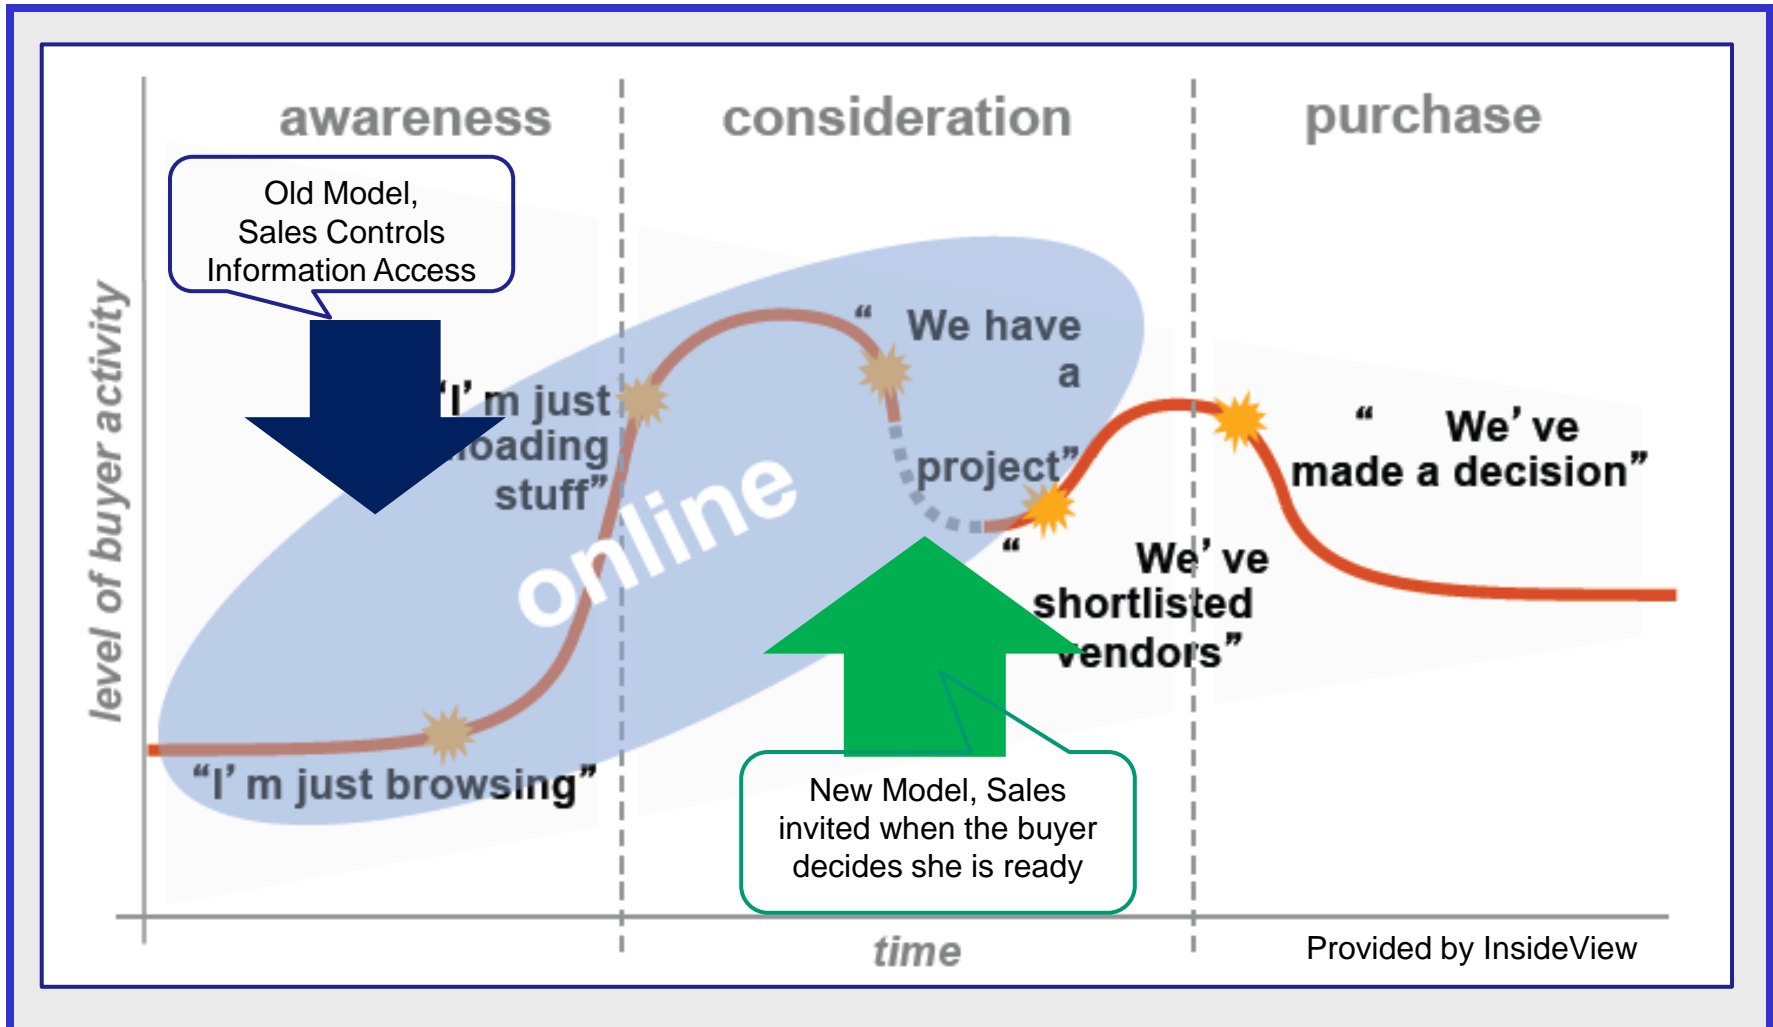 awareness
consideration
purchase
Old Model,
Sales Controls
Information Access
level of buyer activity
“ We have
a
project”
“I’ m just
loading
stuff”
online
“ We’ ve
made a decision”
“ We’ ve
shortlisted
vendors”
“I’ m just browsing”
New Model, Sales
invited when the buyer
decides she is ready
time
Provided by InsideView